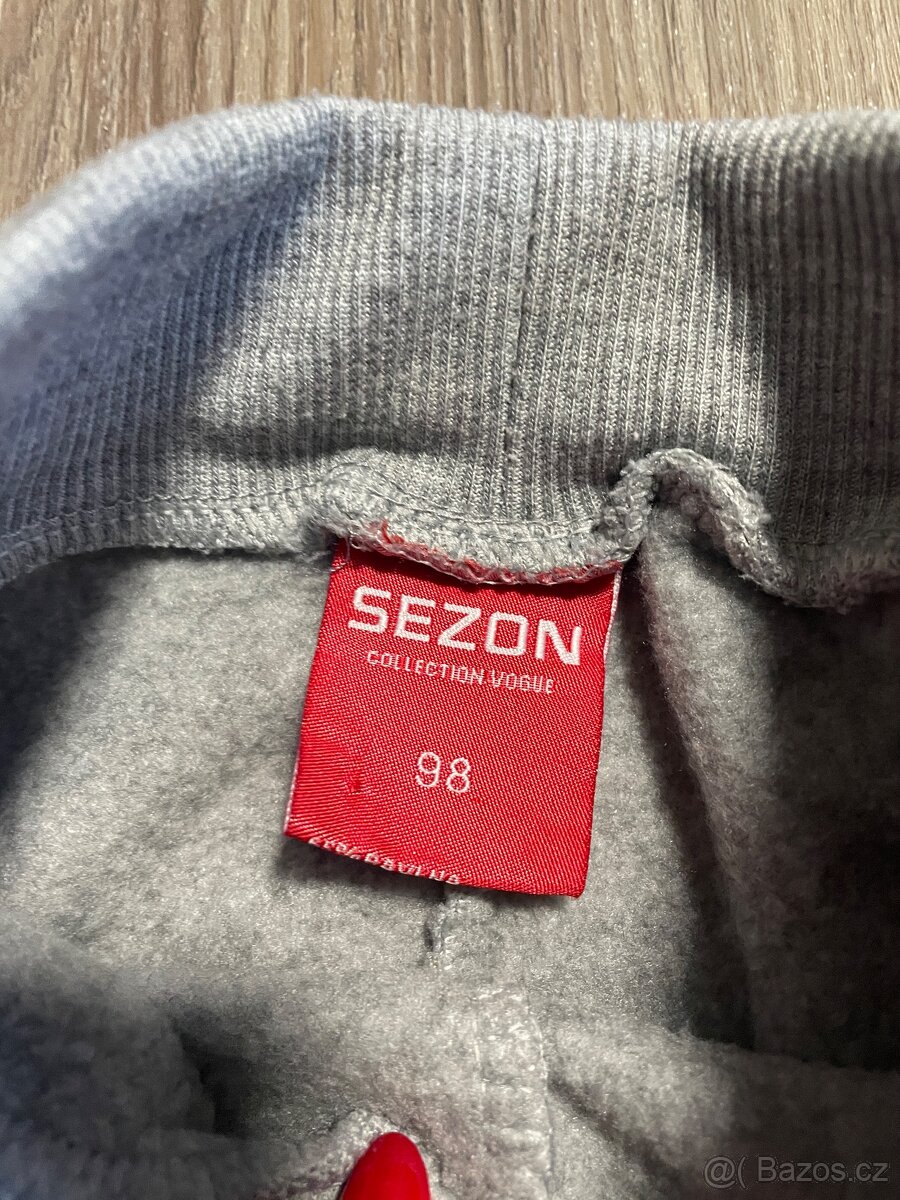 SEZON
COLLECTION VOGUE
98
@( Bazos.cz